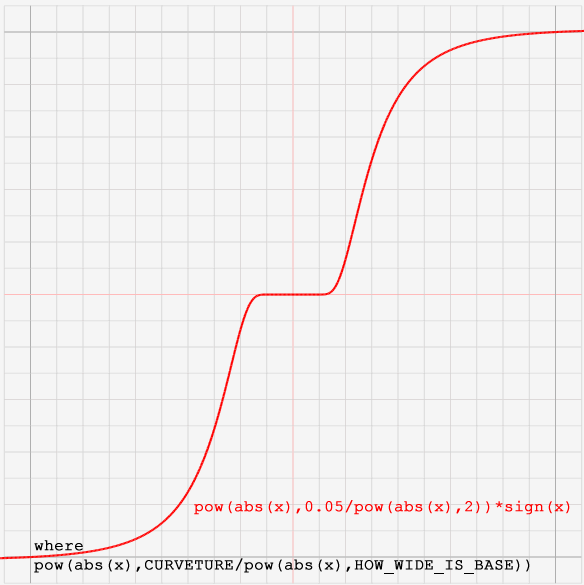 pow(abs(x),0.05/pow(abs(x),2))*sign(x)
where
pow(abs(x),CURVETURE/pow(abs(x),HOW_WIDE_IS_BASE))